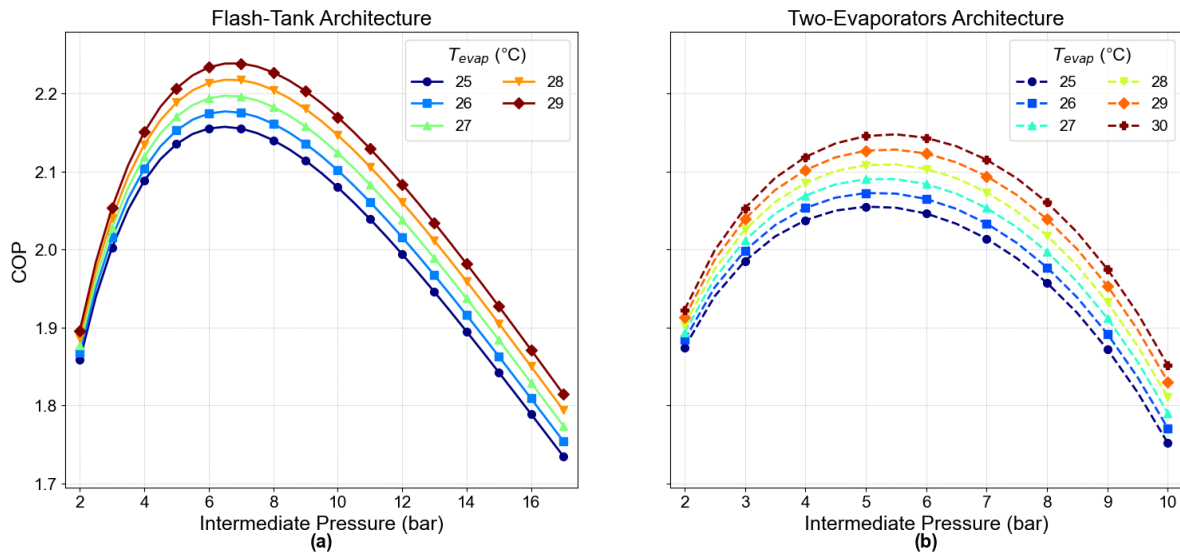 Flash-Tank Architecture
T_evap (°C)
25 28
26 29
27
COP
2.2
2.1
2.0
1.9
1.8
1.7
2 4 6 8 10 12 14 16
Intermediate Pressure (bar)
(a)
Two-Evaporators Architecture
T_evap (°C)
25 28
26 29
27 30
2 3 4 5 6 7 8 9 10
Intermediate Pressure (bar)
(b)